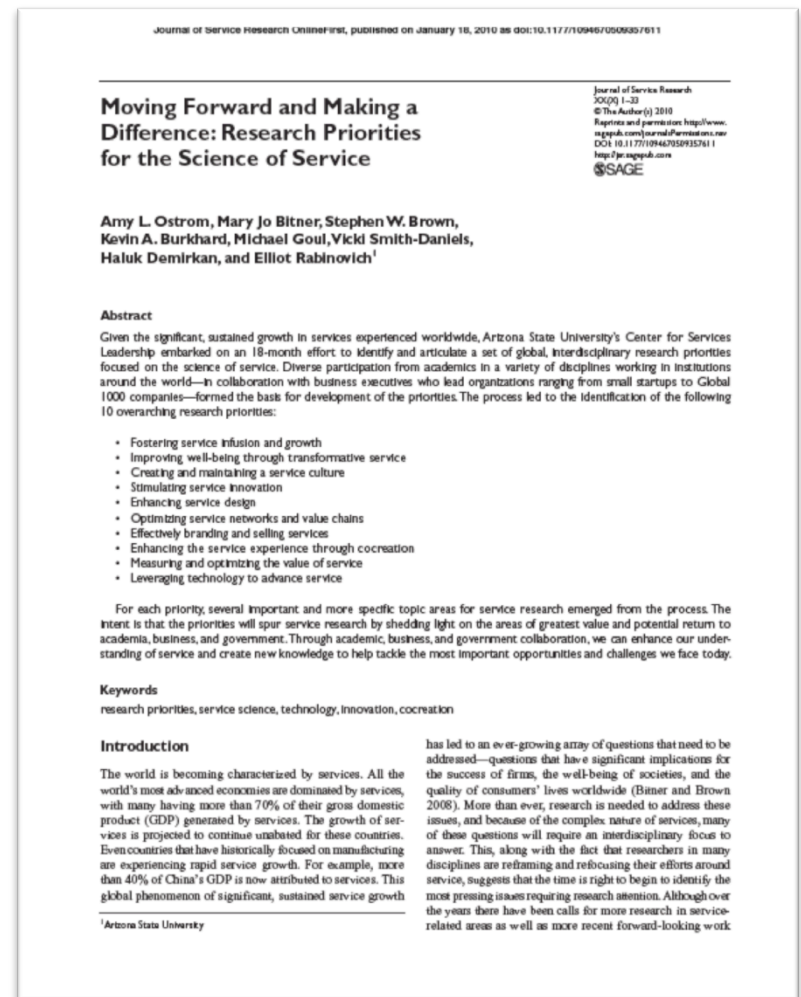 Journal of Service Research OnlineFirst, published on January 18, 2010 as doi:10.1177/1094670509357611
Moving Forward and Making a
Difference: Research Priorities
for the Science of Service
Journal of Service Research
XX(X) 1–33
© The Author(s) 2010
Reprints and permission: http://www.
sagepub.com/journalsPermissions.nav
DOI: 10.1177/1094670509357611
http://jsr.sagepub.com
SAGE
Amy L. Ostrom, Mary Jo Bitner, Stephen W. Brown,
Kevin A. Burkhard, Michael Goul, Vicki Smith-Daniels,
Haluk Demirkan, and Elliot Rabinovich¹
Abstract
Given the significant, sustained growth in services experienced worldwide, Arizona State University's Center for Services
Leadership embarked on an 18-month effort to identify and articulate a set of global, interdisciplinary research priorities
focused on the science of service. Diverse participation from academics in a variety of disciplines working in institutions
around the world—in collaboration with business executives who lead organizations ranging from small startups to Global
1000 companies—formed the basis for development of the priorities. The process led to the identification of the following
10 overarching research priorities:
• Fostering service infusion and growth
• Improving well-being through transformative service
• Creating and maintaining a service culture
• Stimulating service innovation
• Enhancing service design
• Optimizing service networks and value chains
• Effectively branding and selling services
• Enhancing the service experience through cocreation
• Measuring and optimizing the value of service
• Leveraging technology to advance service
For each priority, several important and more specific topic areas for service research emerged from the process. The
intent is that the priorities will spur service research by shedding light on the areas of greatest value and potential return to
academia, business, and government. Through academic, business, and government collaboration, we can enhance our under-
standing of service and create new knowledge to help tackle the most important opportunities and challenges we face today.
Keywords
research priorities, service science, technology, innovation, cocreation
Introduction
The world is becoming characterized by services. All the
world's most advanced economies are dominated by services,
with many having more than 70% of their gross domestic
product (GDP) generated by services. The growth of ser-
vices is projected to continue unabated for these countries.
Even countries that have historically focused on manufacturing
are experiencing rapid service growth. For example, more
than 40% of China's GDP is now attributed to services. This
global phenomenon of significant, sustained service growth
¹Arizona State University
has led to an ever-growing array of questions that need to be
addressed—questions that have significant implications for
the success of firms, the well-being of societies, and the
quality of consumers' lives worldwide (Bitner and Brown
2008). More than ever, research is needed to address these
issues, and because of the complex nature of services, many
of these questions will require an interdisciplinary focus to
answer. This, along with the fact that researchers in many
disciplines are reframing and refocusing their efforts around
service, suggests that the time is right to begin to identify the
most pressing issues requiring research attention. Although over
the years there have been calls for more research in service-
related areas as well as more recent forward-looking work